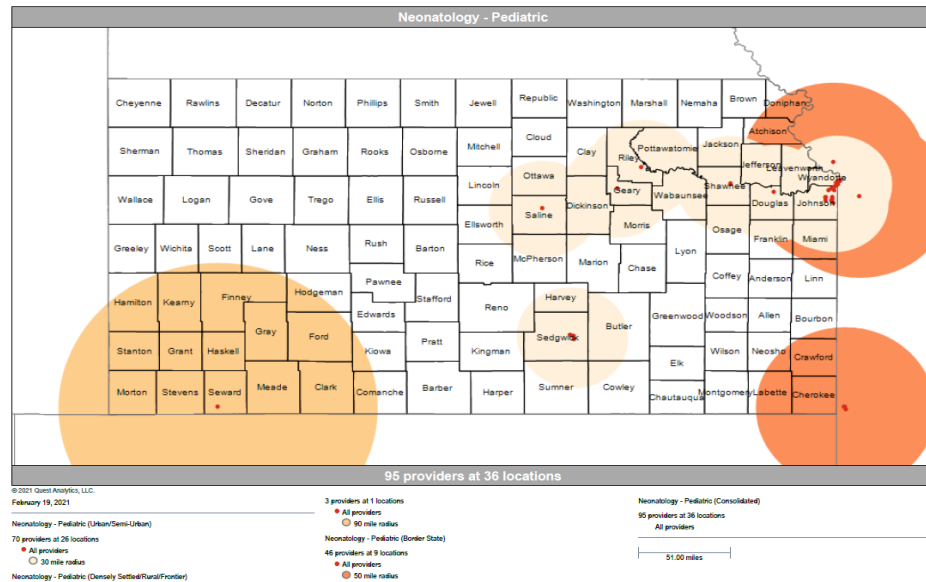 Neonatology - Pediatric
Cheyenne Rawlins Decatur Norton Phillips Smith Jewell Republic Washington Marshall Nemaha Brown Doniphan
Atchison
Sherman Thomas Sheridan Graham Rooks Osborne Mitchell Cloud Clay Riley Pottawatomie Jackson Jefferson Leavenworth
Wyandotte
Lincoln Ottawa Geary Wabaunsee Shawnee
Wallace Logan Gove Trego Ellis Russell Saline Dickinson Douglas Johnson
Ellsworth Morris Osage
Greeley Wichita Scott Lane Ness Rush Barton Rice McPherson Marion Chase Lyon Franklin Miami
Hamilton Kearny Finney Hodgeman Pawnee Stafford Coffey Anderson Linn
Edwards Reno Harvey
Gray Ford Sedgwick Butler Greenwood Woodson Allen Bourbon
Stanton Grant Haskell Kiowa Pratt Kingman Elk Wilson Neosho Crawford
Morton Stevens Seward Meade Clark Comanche Barber Harper Sumner Cowley Chautauqua Montgomery Labette Cherokee
95 providers at 36 locations
© 2021 Quest Analytics, LLC.
February 19, 2021
Neonatology - Pediatric (Urban/Semi-Urban)
70 providers at 26 locations
All providers
30 mile radius
Neonatology - Pediatric (Densely Settled/Rural/Frontier)
3 providers at 1 locations
All providers
90 mile radius
Neonatology - Pediatric (Border State)
46 providers at 9 locations
All providers
50 mile radius
Neonatology - Pediatric (Consolidated)
95 providers at 36 locations
All providers
51.00 miles